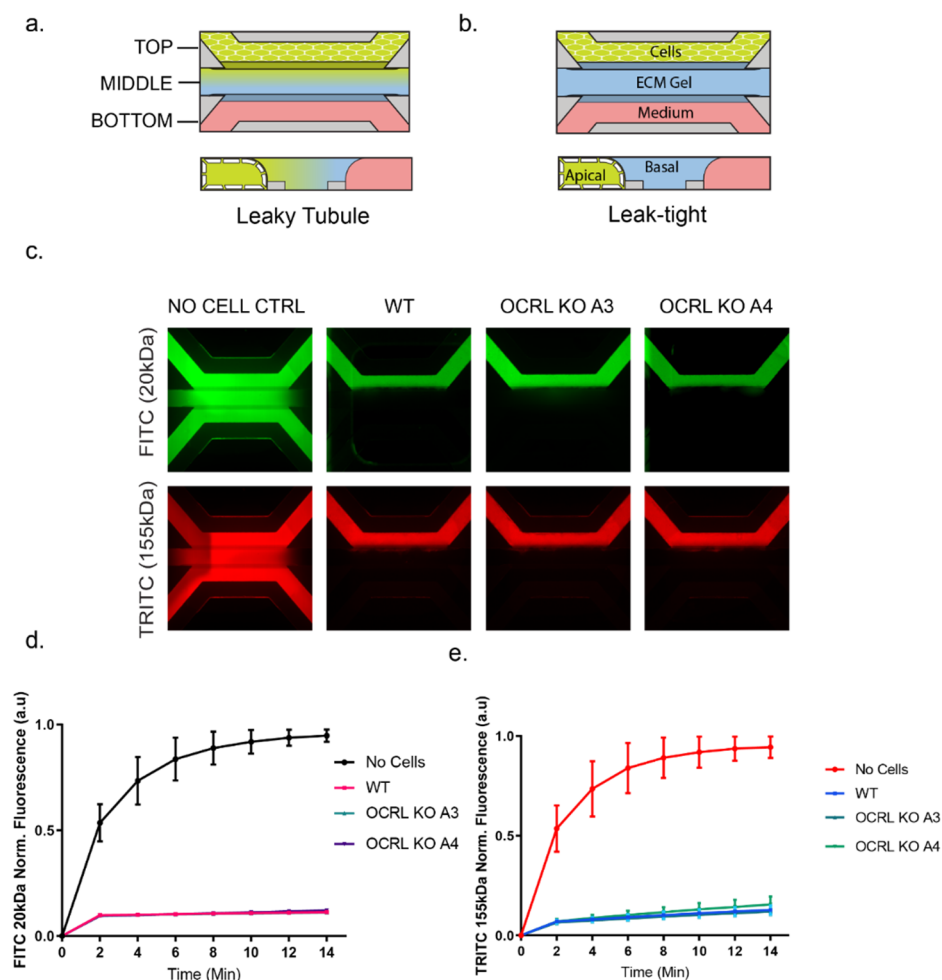 a.
b.
TOP
MIDDLE
BOTTOM
Cells
ECM Gel
Medium
Apical
Basal
Leaky Tubule
Leak-tight
c.
NO CELL CTRL
WT
OCRL KO A3
OCRL KO A4
FITC (20kDa)
TRITC (155kDa)
d.
e.
FITC 20kDa Norm. Fluorescence (a.u)
1.0
0.5
0.0
0 2 4 6 8 10 12 14
Time (Min)
No Cells
WT
OCRL KO A3
OCRL KO A4
TRITC 155kDa Norm. Fluorescence (a.u)
1.0
0.5
0.0
0 2 4 6 8 10 12 14
Time (Min)
No Cells
WT
OCRL KO A3
OCRL KO A4